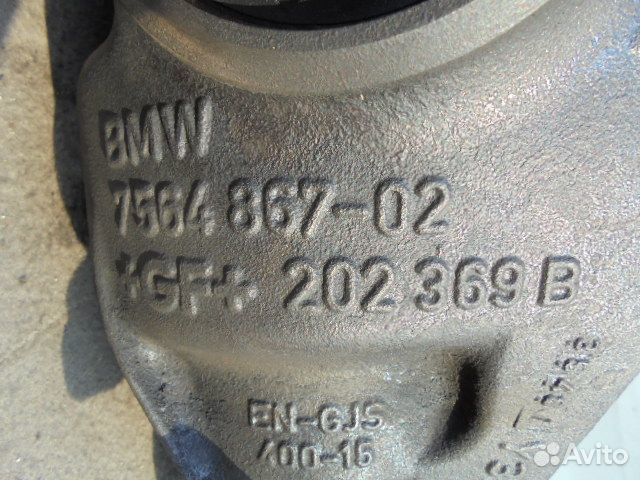 BMW
7564 867-02
+GF+ 202 369 B
EN-GJS
400-15
Avito